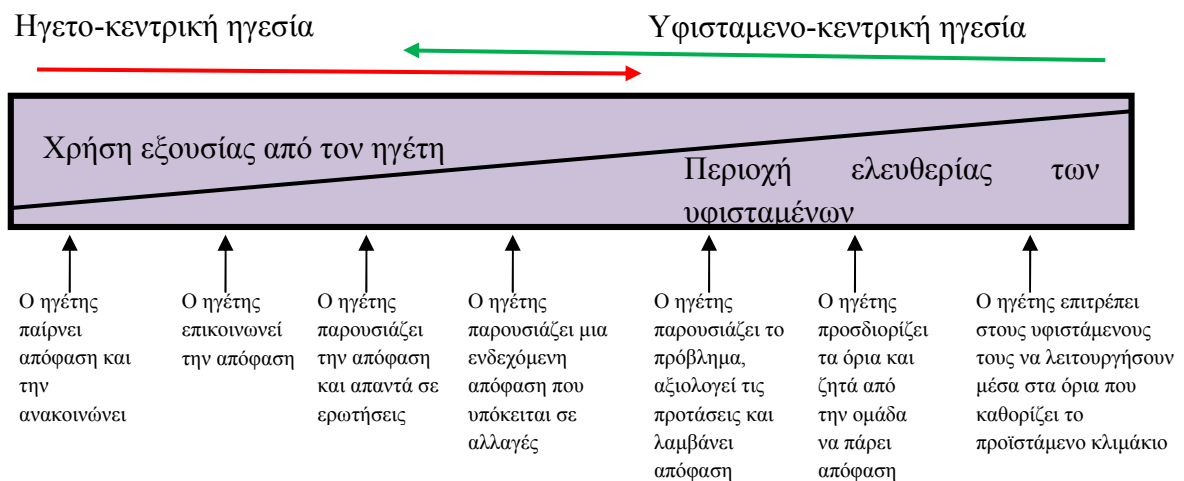 Ηγετο-κεντρική ηγεσία
Υφισταμενο-κεντρική ηγεσία
Χρήση εξουσίας από τον ηγέτη
Περιοχή ελευθερίας των
υφισταμένων
Ο ηγέτης
παίρνει
απόφαση και
την
ανακοινώνει
Ο ηγέτης
επικοινωνεί
την απόφαση
Ο ηγέτης
παρουσιάζει
την απόφαση
και απαντά σε
ερωτήσεις
Ο ηγέτης
παρουσιάζει μια
ενδεχόμενη
απόφαση που
υπόκειται σε
αλλαγές
Ο ηγέτης
παρουσιάζει το
πρόβλημα,
αξιολογεί τις
προτάσεις και
λαμβάνει
απόφαση
Ο ηγέτης
προσδιορίζει
τα όρια και
ζητά από
την ομάδα
να πάρει
απόφαση
Ο ηγέτης επιτρέπει
στους υφιστάμενους
τους να λειτουργήσουν
μέσα στα όρια που
καθορίζει το
προϊστάμενο κλιμάκιο